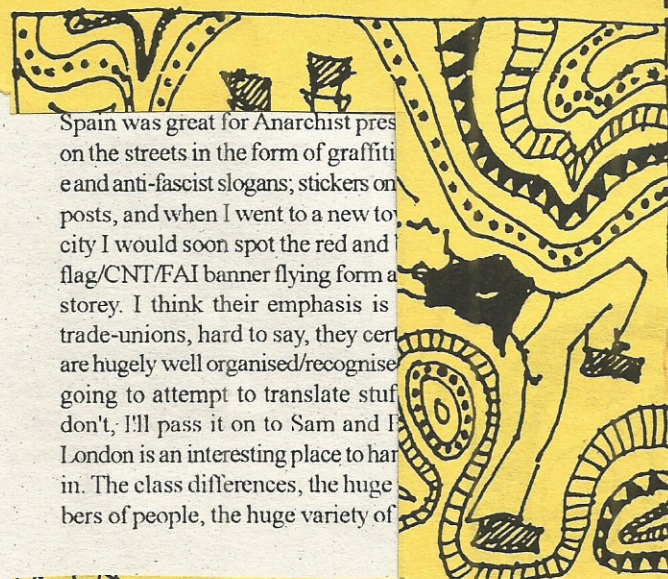 Spain was great for Anarchist pres
on the streets in the form of graffiti
e and anti-fascist slogans; stickers on
posts, and when I went to a new tov
city I would soon spot the red and
flag/CNT/FAI banner flying form a
storey. I think their emphasis is
trade-unions, hard to say, they cert
are hugely well organised/recognise
going to attempt to translate stuf
don't, I'll pass it on to Sam and
London is an interesting place to han
in. The class differences, the huge
bers of people, the huge variety of